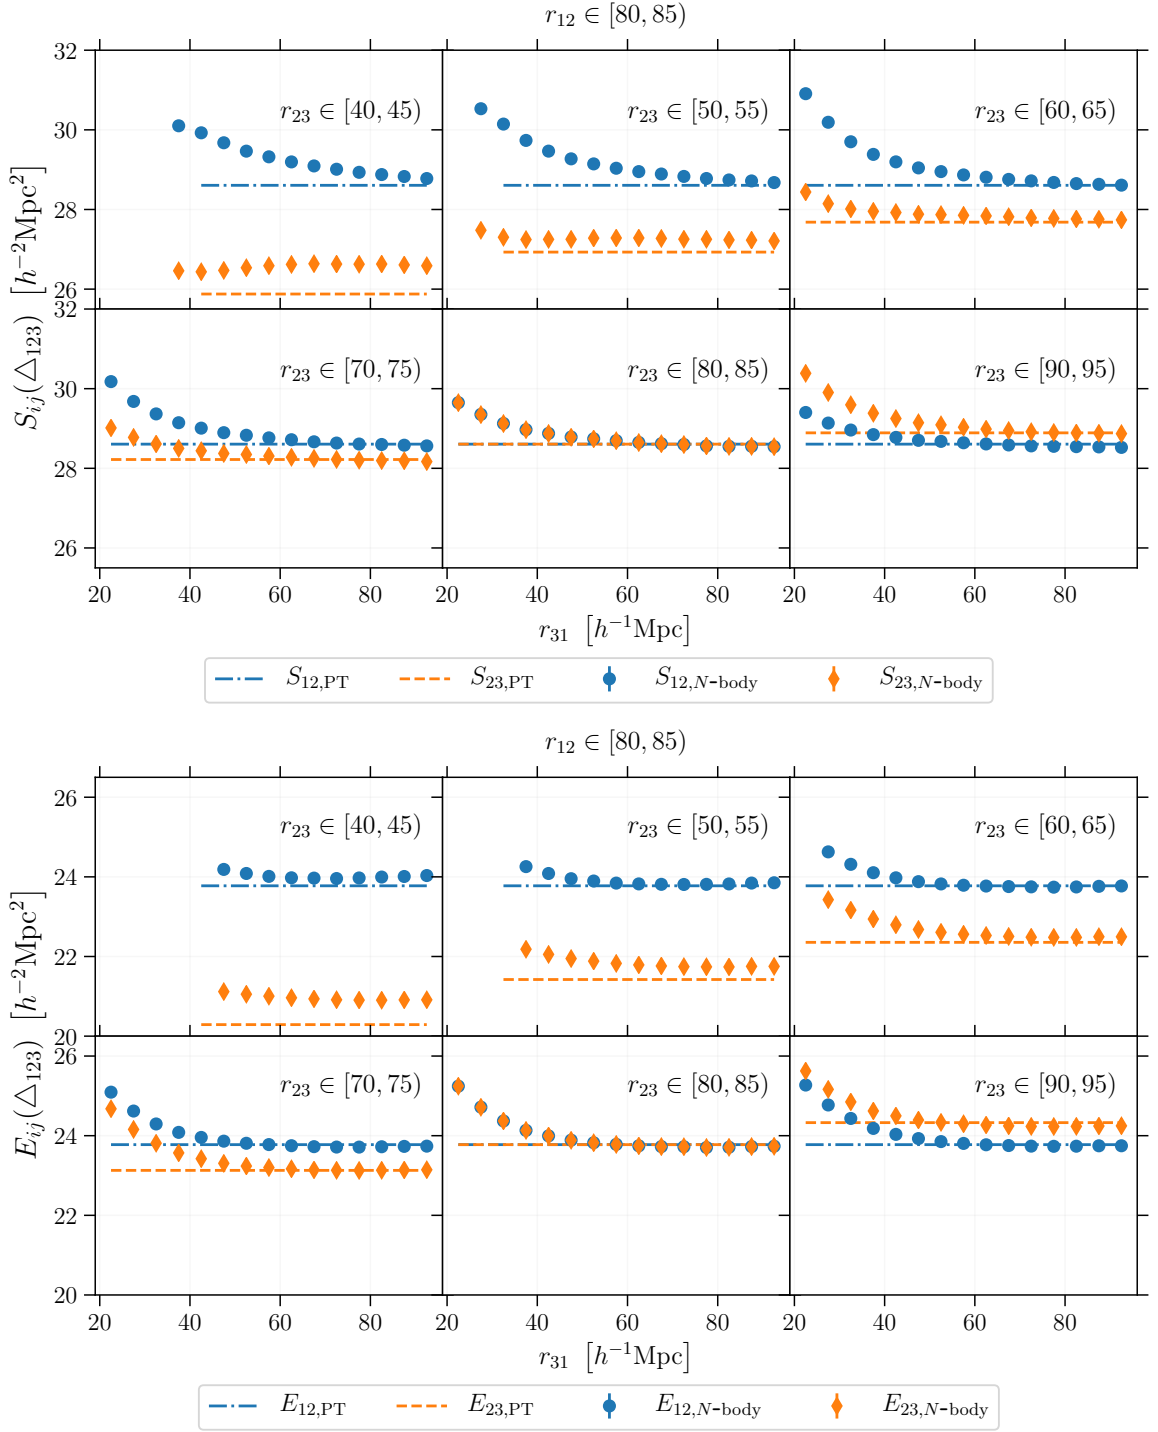 r₁₂ ∈ [80, 85)
32
30
28
26
r₂₃ ∈ [40, 45)
r₂₃ ∈ [50, 55)
r₂₃ ∈ [60, 65)
32
30
28
26
r₂₃ ∈ [70, 75)
r₂₃ ∈ [80, 85)
r₂₃ ∈ [90, 95)
Sᵢⱼ(△₁₂₃) [h⁻²Mpc²]
20 40 60 80 20 40 60 80 20 40 60 80
r₃₁ [h⁻¹Mpc]
S₁₂,PT S₂₃,PT S₁₂,N-body S₂₃,N-body
r₁₂ ∈ [80, 85)
26
24
22
20
r₂₃ ∈ [40, 45)
r₂₃ ∈ [50, 55)
r₂₃ ∈ [60, 65)
26
24
22
20
r₂₃ ∈ [70, 75)
r₂₃ ∈ [80, 85)
r₂₃ ∈ [90, 95)
Eᵢⱼ(△₁₂₃) [h⁻²Mpc²]
20 40 60 80 20 40 60 80 20 40 60 80
r₃₁ [h⁻¹Mpc]
E₁₂,PT E₂₃,PT E₁₂,N-body E₂₃,N-body